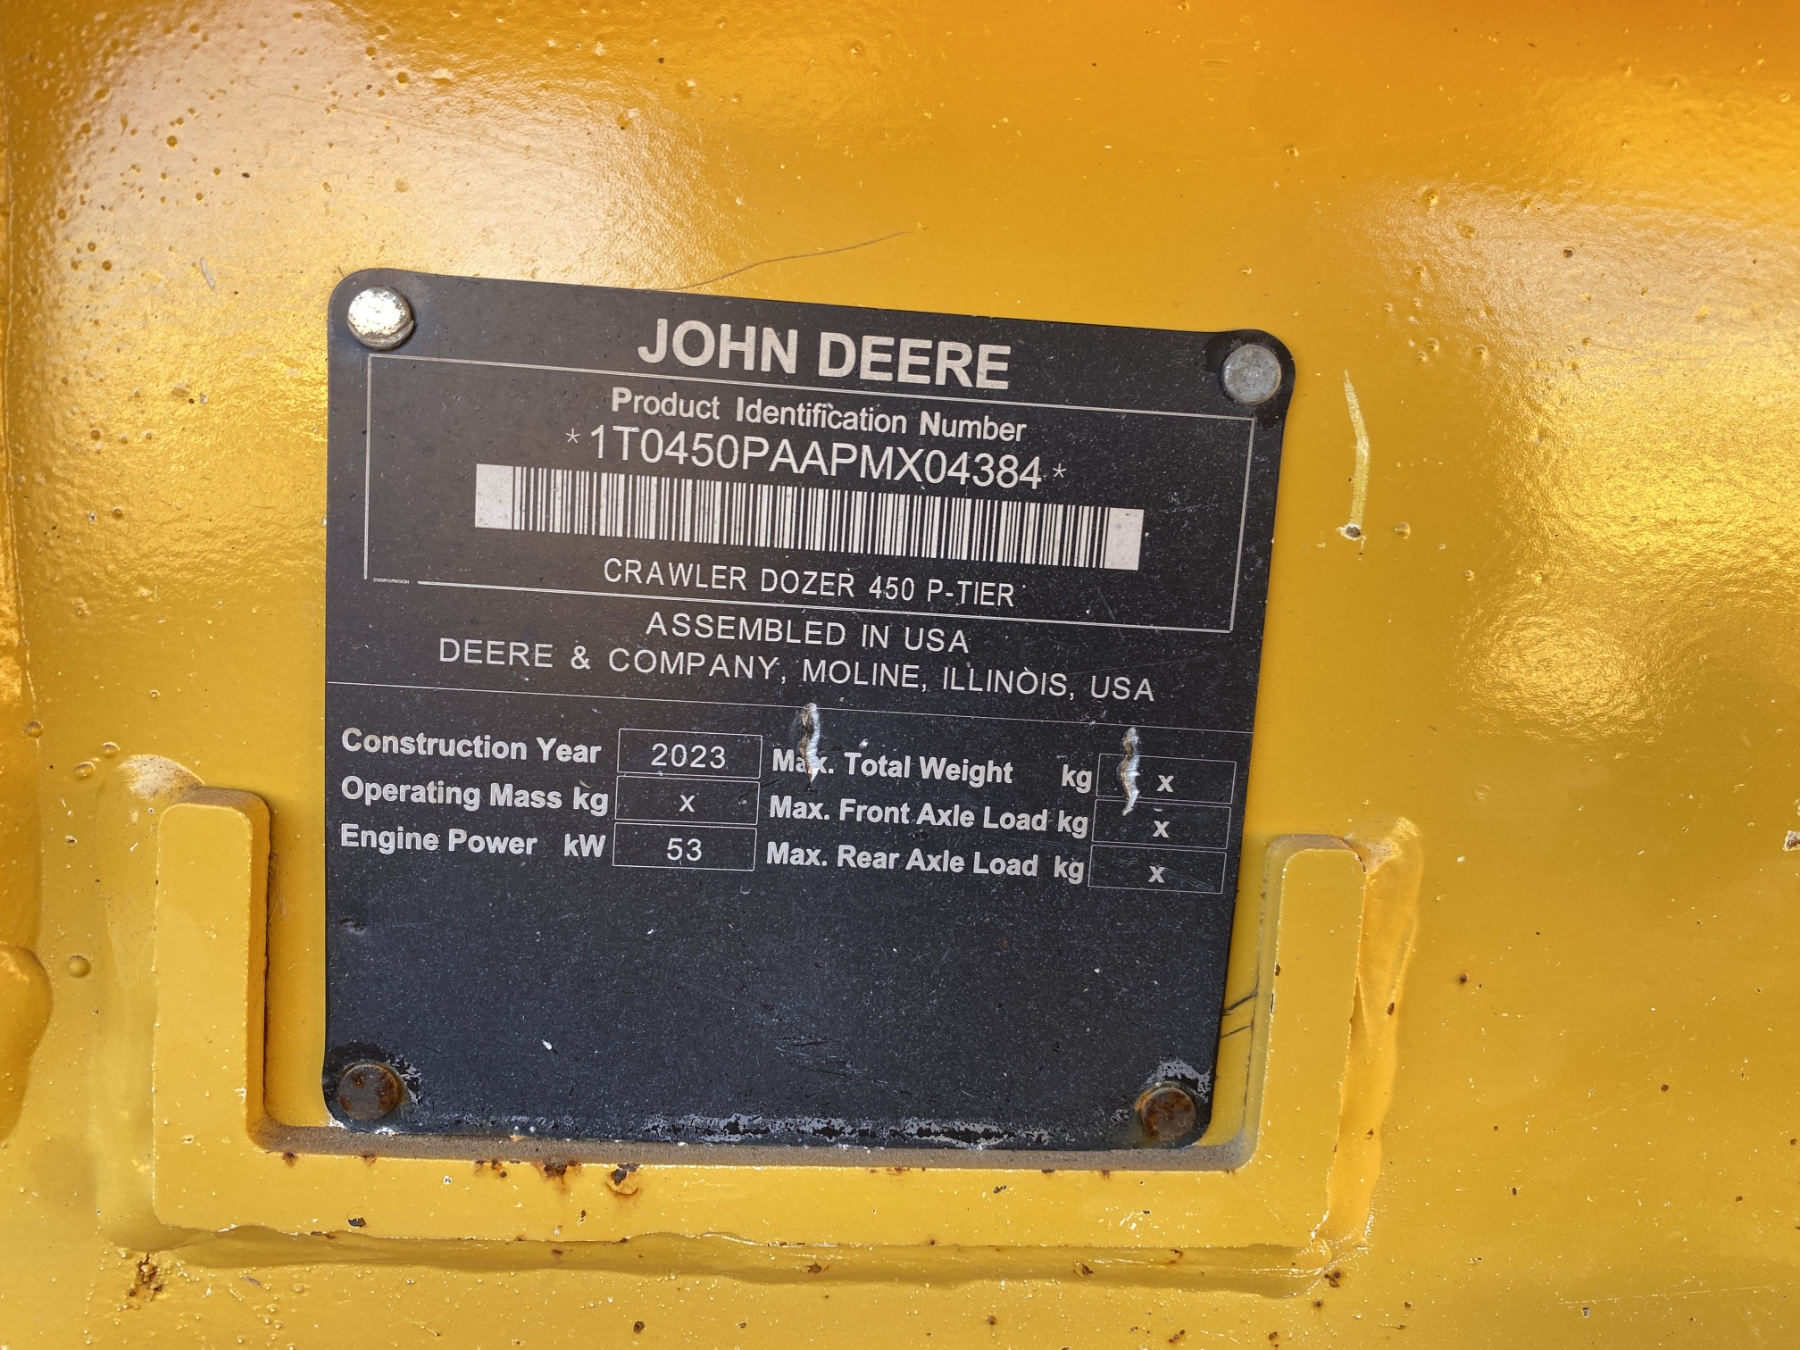 JOHN DEERE
Product Identification Number
*1T0450PAAPMX04384*
CRAWLER DOZER 450 P-TIER
ASSEMBLED IN USA
DEERE & COMPANY, MOLINE, ILLINOIS, USA
Construction Year 2023 Max. Total Weight kg x
Operating Mass kg x Max. Front Axle Load kg x
Engine Power kW 53 Max. Rear Axle Load kg x